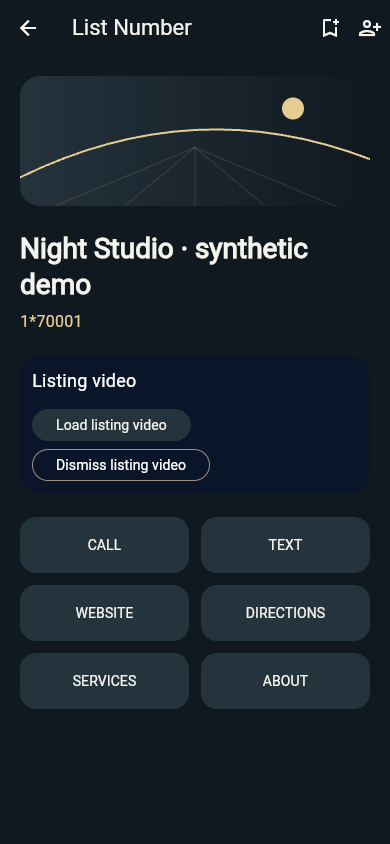 List Number
Night Studio · synthetic
demo
1*70001
Listing video
Load listing video
Dismiss listing video
CALL
TEXT
WEBSITE
DIRECTIONS
SERVICES
ABOUT